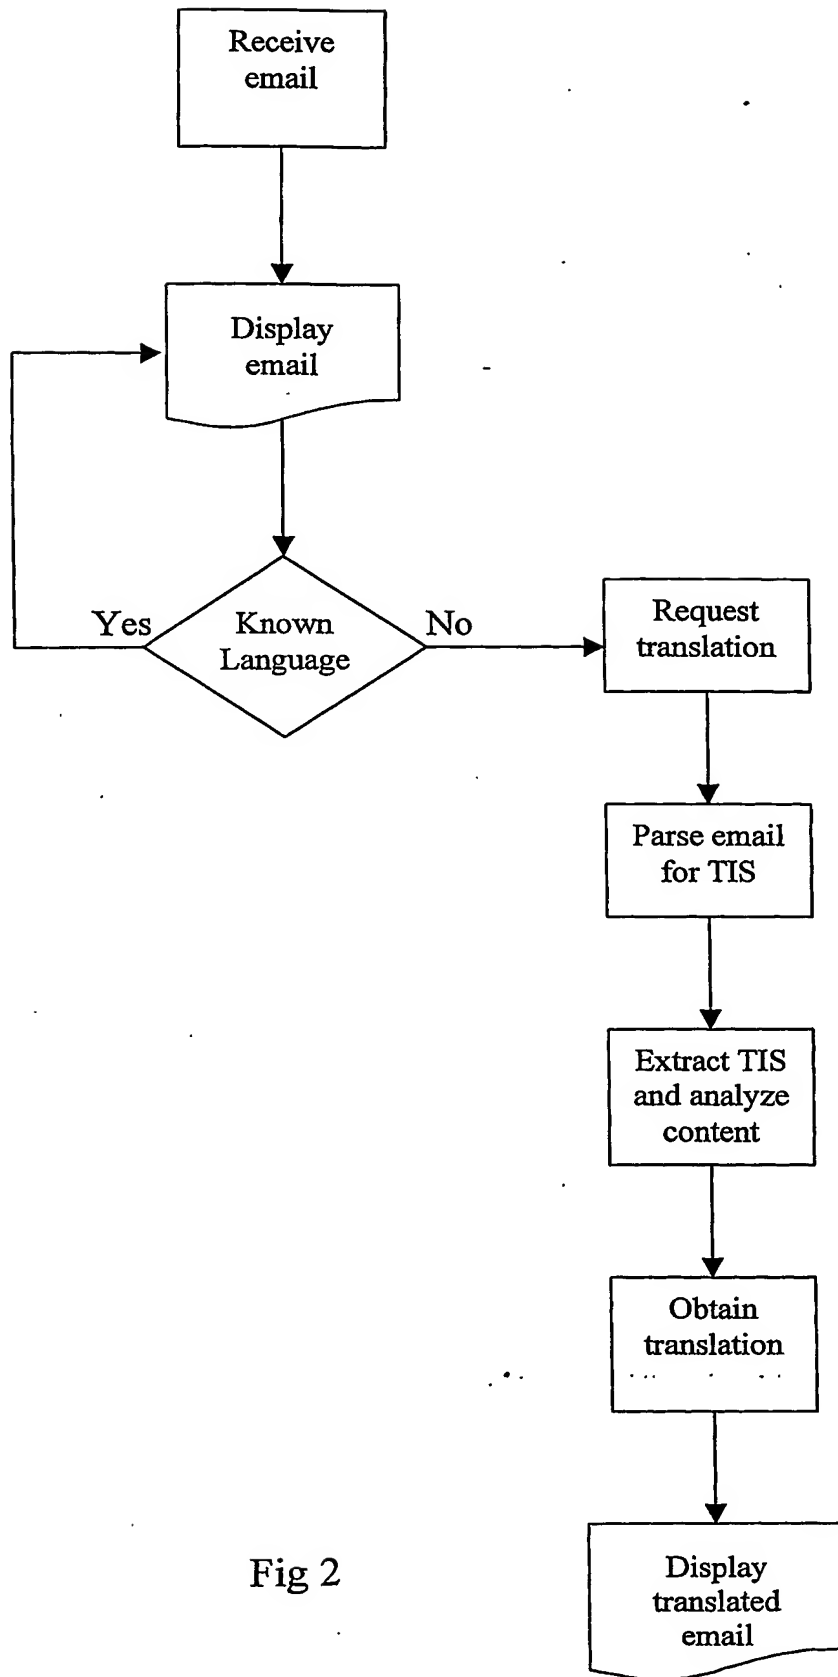 Receive
email
Display
email
Yes
Known
Language
No
Request
translation
Parse email
for TIS
Extract TIS
and analyze
content
Obtain
translation
Display
translated
email
Fig 2